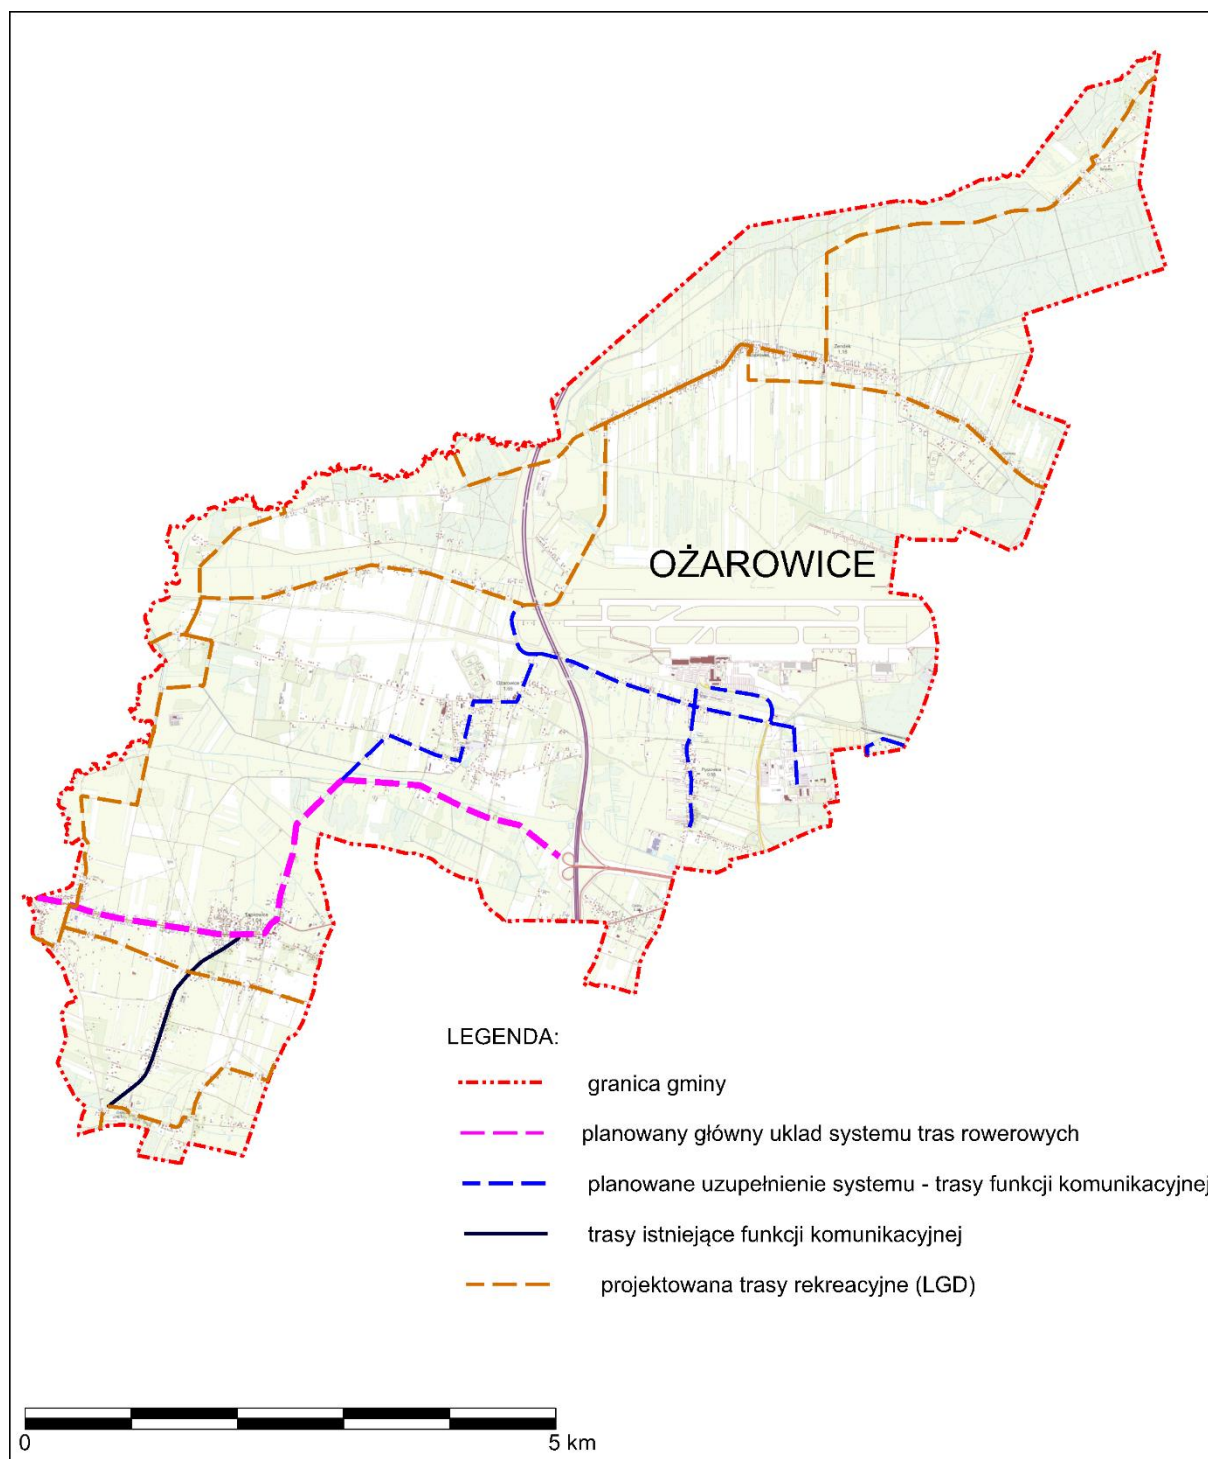 OŻAROWICE
LEGENDA:
granica gminy
planowany główny uklad systemu tras rowerowych
planowane uzupełnienie systemu - trasy funkcji komunikacyjnej
trasy istniejące funkcji komunikacyjnej
projektowana trasy rekreacyjne (LGD)
0 5 km